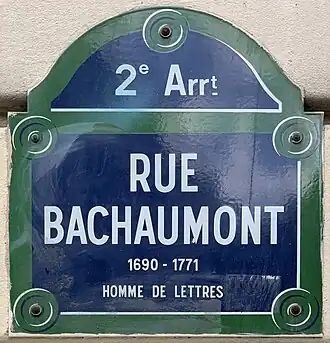 2e Arrt
RUE
BACHAUMONT
1690 - 1771
HOMME DE LETTRES